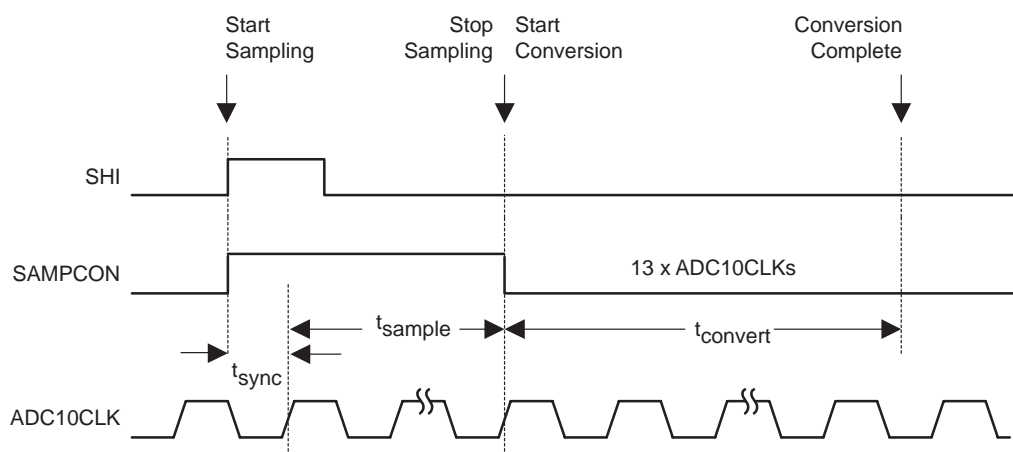 Start
Sampling
Stop
Sampling
Start
Conversion
Conversion
Complete
SHI
SAMPCON
13 x ADC10CLKs
tsample
tconvert
tsync
ADC10CLK